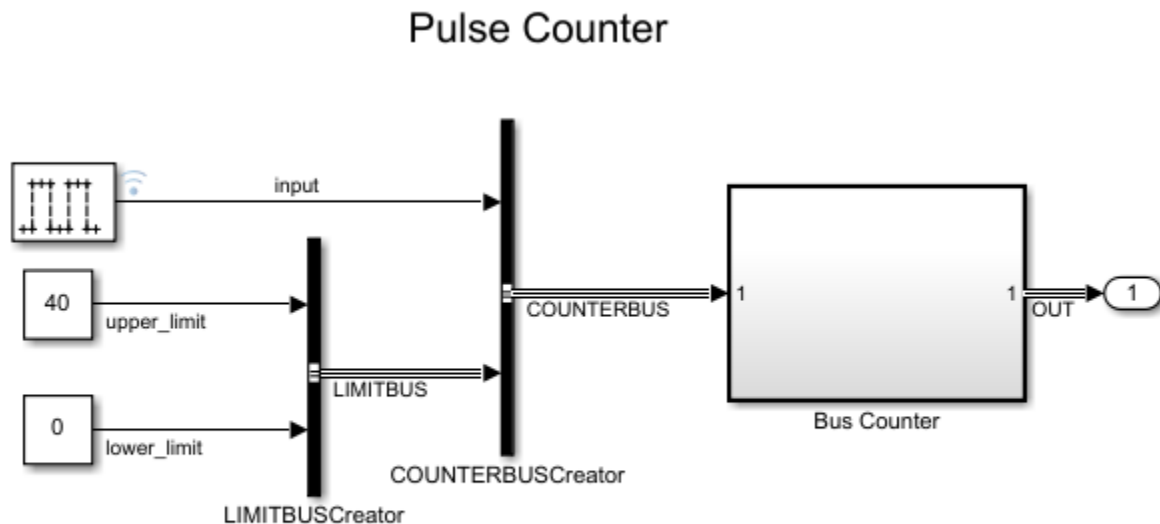 Pulse Counter
input
40
upper_limit
LIMITBUS
0
lower_limit
LIMITBUSCreator
COUNTERBUS
COUNTERBUSCreator
1
1
Bus Counter
OUT
1